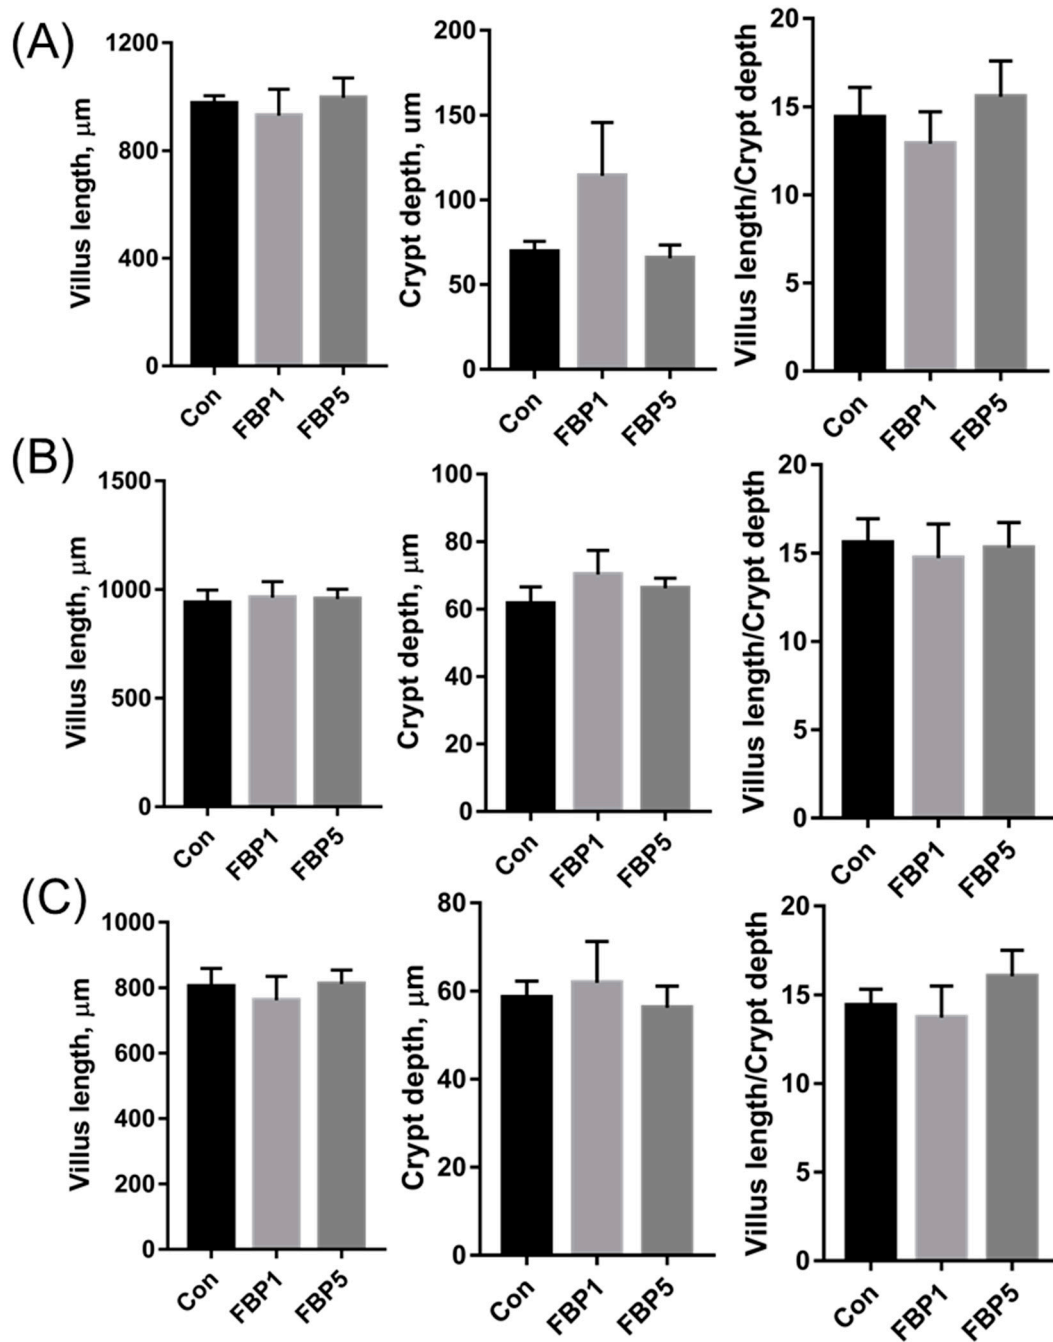 (A)
Villus length, μm
1200
800
400
0
Con
FBP1
FBP5
Crypt depth, um
200
150
100
50
0
Con
FBP1
FBP5
Villus length/Crypt depth
20
15
10
5
0
Con
FBP1
FBP5
(B)
Villus length, μm
1500
1000
500
0
Con
FBP1
FBP5
Crypt depth, μm
100
80
60
40
20
0
Con
FBP1
FBP5
Villus length/Crypt depth
20
15
10
5
0
Con
FBP1
FBP5
(C)
Villus length, μm
1000
800
600
400
200
0
Con
FBP1
FBP5
Crypt depth, μm
80
60
40
20
0
Con
FBP1
FBP5
Villus length/Crypt depth
20
15
10
5
0
Con
FBP1
FBP5